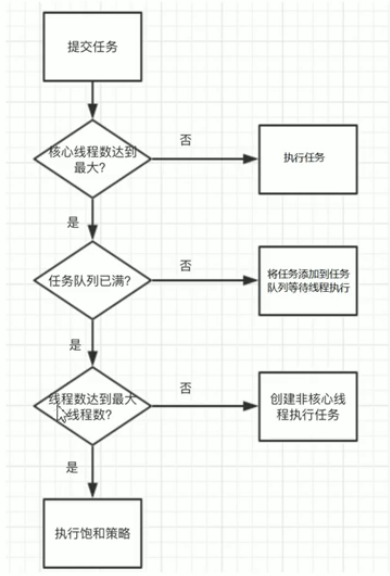 提交任务
核心线程数达到
最大?
否
执行任务
是
任务队列已满?
否
将任务添加到任务
队列等待线程执行
是
线程数达到最大
线程数?
否
创建非核心线
程执行任务
是
执行饱和策略